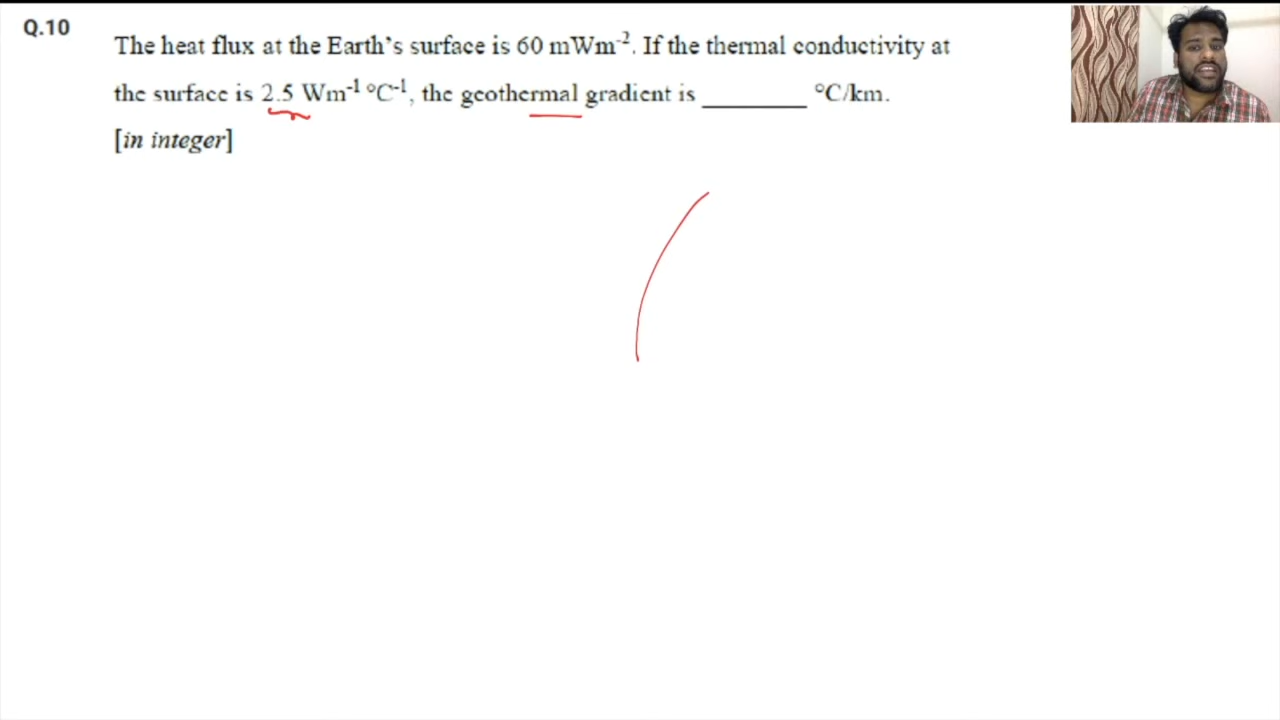 Q.10
The heat flux at the Earth's surface is 60 mWm⁻². If the thermal conductivity at
the surface is 2.5 Wm⁻¹ °C⁻¹, the geothermal gradient is ________ °C/km.
[in integer]